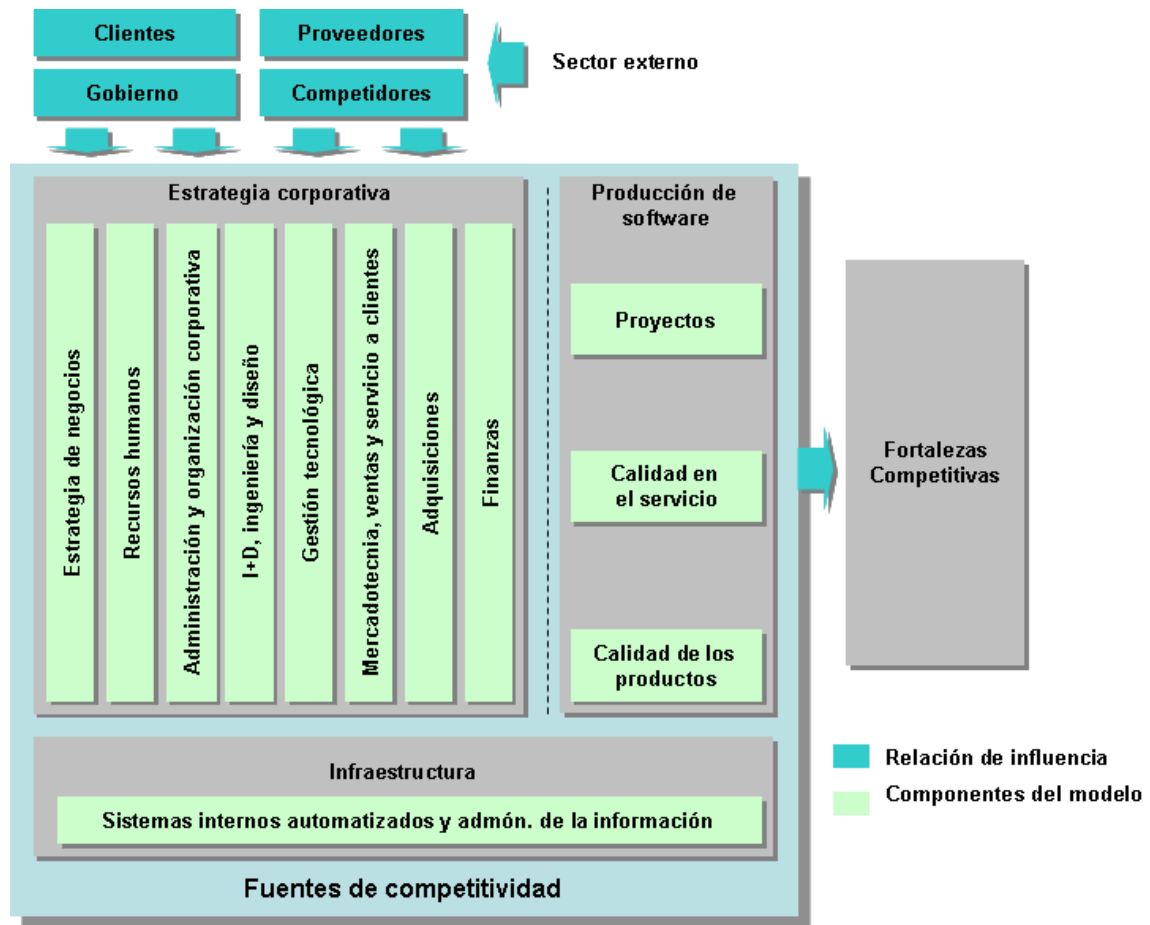 Clientes
Proveedores
Sector externo
Gobierno
Competidores
Estrategia corporativa
Estrategia de negocios
Recursos humanos
Administración y organización corporativa
I+D, ingeniería y diseño
Gestión tecnológica
Mercadotecnia, ventas y servicio a clientes
Adquisiciones
Finanzas
Producción de
software
Proyectos
Calidad en
el servicio
Calidad de los
productos
Fortalezas
Competitivas
Infraestructura
Sistemas internos automatizados y admón. de la información
Fuentes de competitividad
Relación de influencia
Componentes del modelo